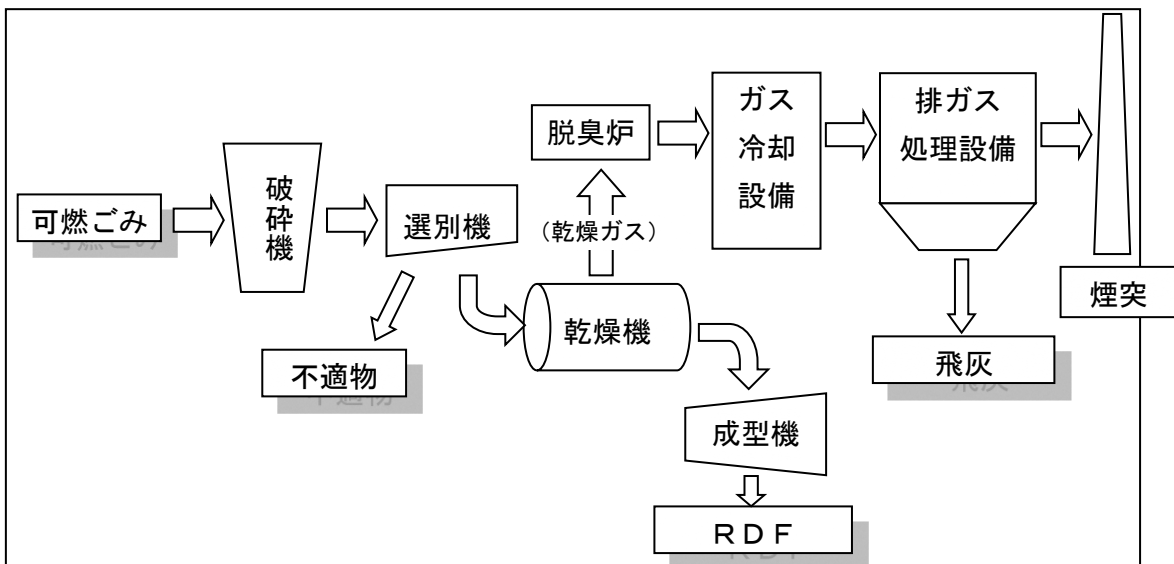 可燃ごみ
破砕機
選別機
不適物
脱臭炉
(乾燥ガス)
乾燥機
成型機
RDF
ガス
冷却
設備
排ガス
処理設備
飛灰
煙突